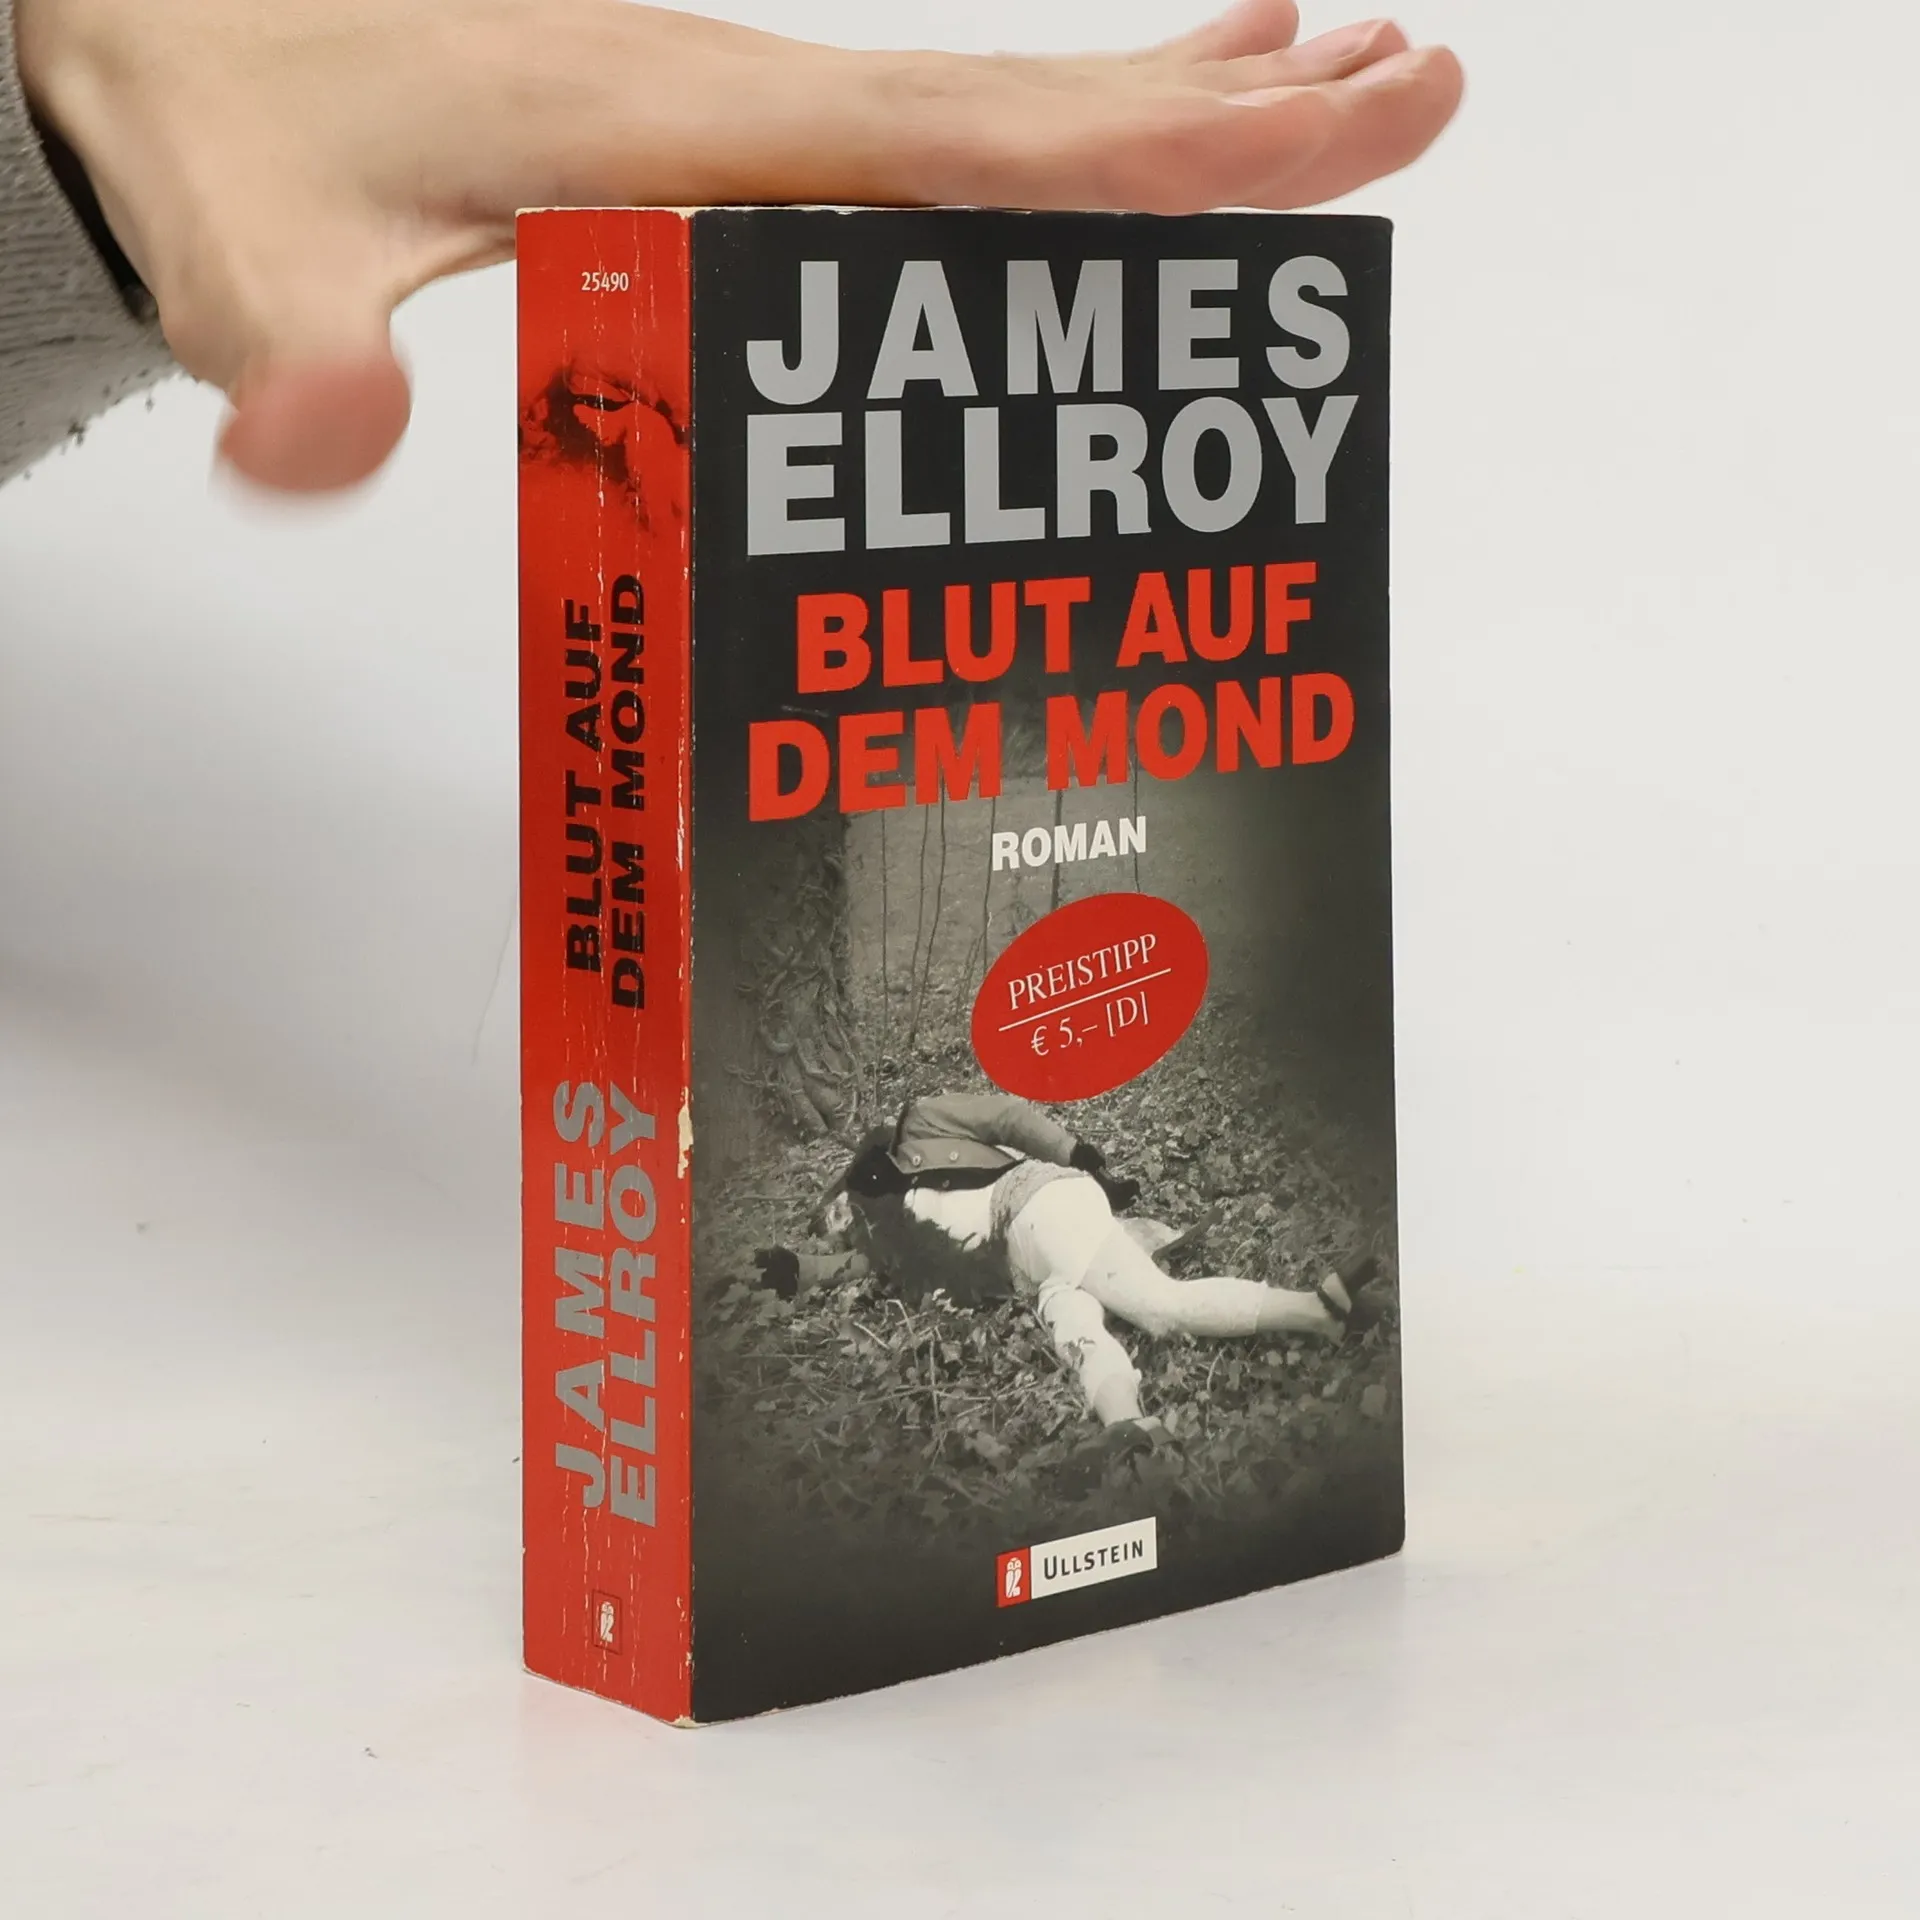 25490
BLUT AUF
DEM MOND
JAMES
ELLROY
JAMES
ELLROY
BLUT AUF
DEM MOND
ROMAN
PREISTIPP
€ 5,– [D]
ULLSTEIN